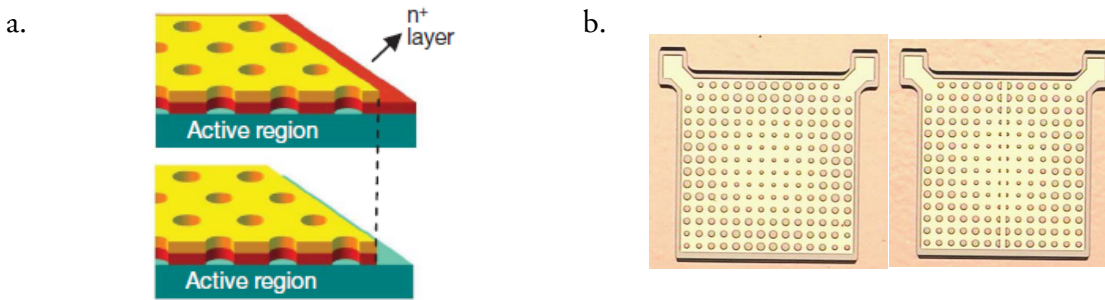 a.
n+
layer
Active region
Active region
b.